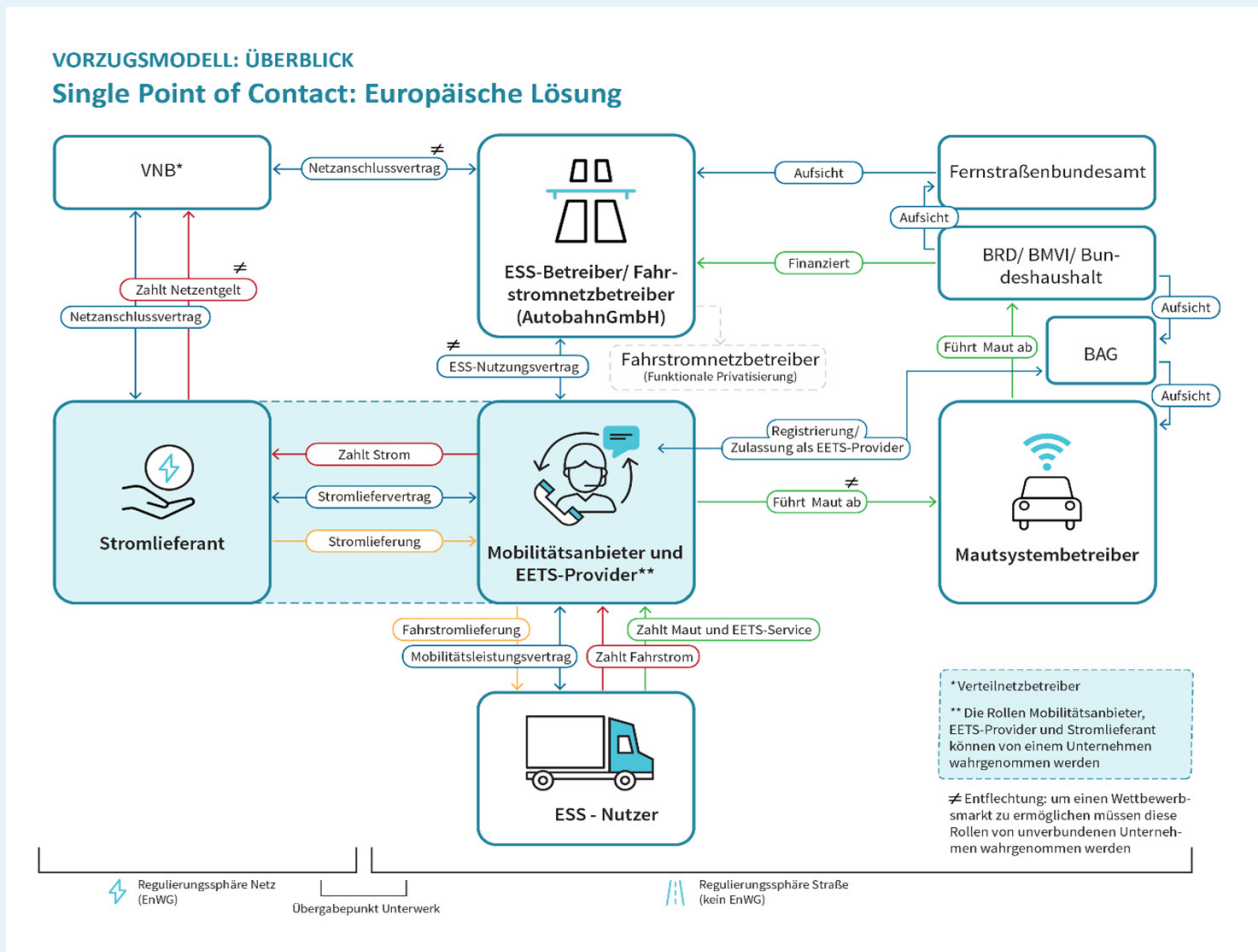 VORZUGSMODELL: ÜBERBLICK
Single Point of Contact: Europäische Lösung
VNB*
≠
Netzanschlussvertrag
ESS-Betreiber/ Fahr-
stromnetzbetreiber
(AutobahnGmbH)
Aufsicht
Fernstraßenbundesamt
Aufsicht
Finanziert
BRD/ BMVI/ Bun-
deshaushalt
≠
Zahlt Netzentgelt
Netzanschlussvertrag
Aufsicht
Führt Maut ab
BAG
Aufsicht
≠
ESS-Nutzungsvertrag
Fahrstromnetzbetreiber
(Funktionale Privatisierung)
Stromlieferant
Zahlt Strom
Stromliefervertrag
Stromlieferung
Mobilitätsanbieter und
EETS-Provider**
Registrierung/
Zulassung als EETS-Provider
≠
Führt Maut ab
Mautsystembetreiber
Fahrstromlieferung
Mobilitätsleistungsvertrag
Zahlt Fahrstrom
Zahlt Maut und EETS-Service
ESS - Nutzer
*Verteilnetzbetreiber
** Die Rollen Mobilitätsanbieter,
EETS-Provider und Stromlieferant
können von einem Unternehmen
wahrgenommen werden
≠ Entflechtung: um einen Wettbewerb-
smarkt zu ermöglichen müssen diese
Rollen von unverbundenen Unterneh-
men wahrgenommen werden
Regulierungssphäre Netz
(EnWG)
Übergabepunkt Unterwerk
Regulierungssphäre Straße
(kein EnWG)